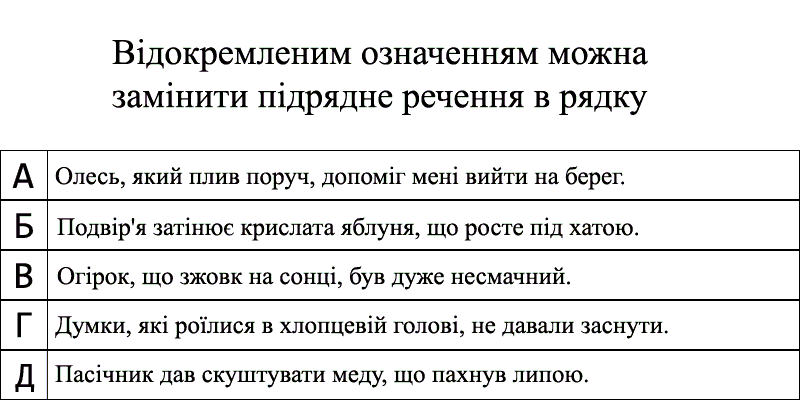 Відокремленим означенням можна
замінити підрядне речення в рядку
А Олесь, який плив поруч, допоміг мені вийти на берег.
Б Подвір'я затінює крислата яблуня, що росте під хатою.
В Огірок, що зжовк на сонці, був дуже несмачний.
Г Думки, які роїлися в хлопцевій голові, не давали заснути.
Д Пасічник дав скуштувати меду, що пахнув липою.